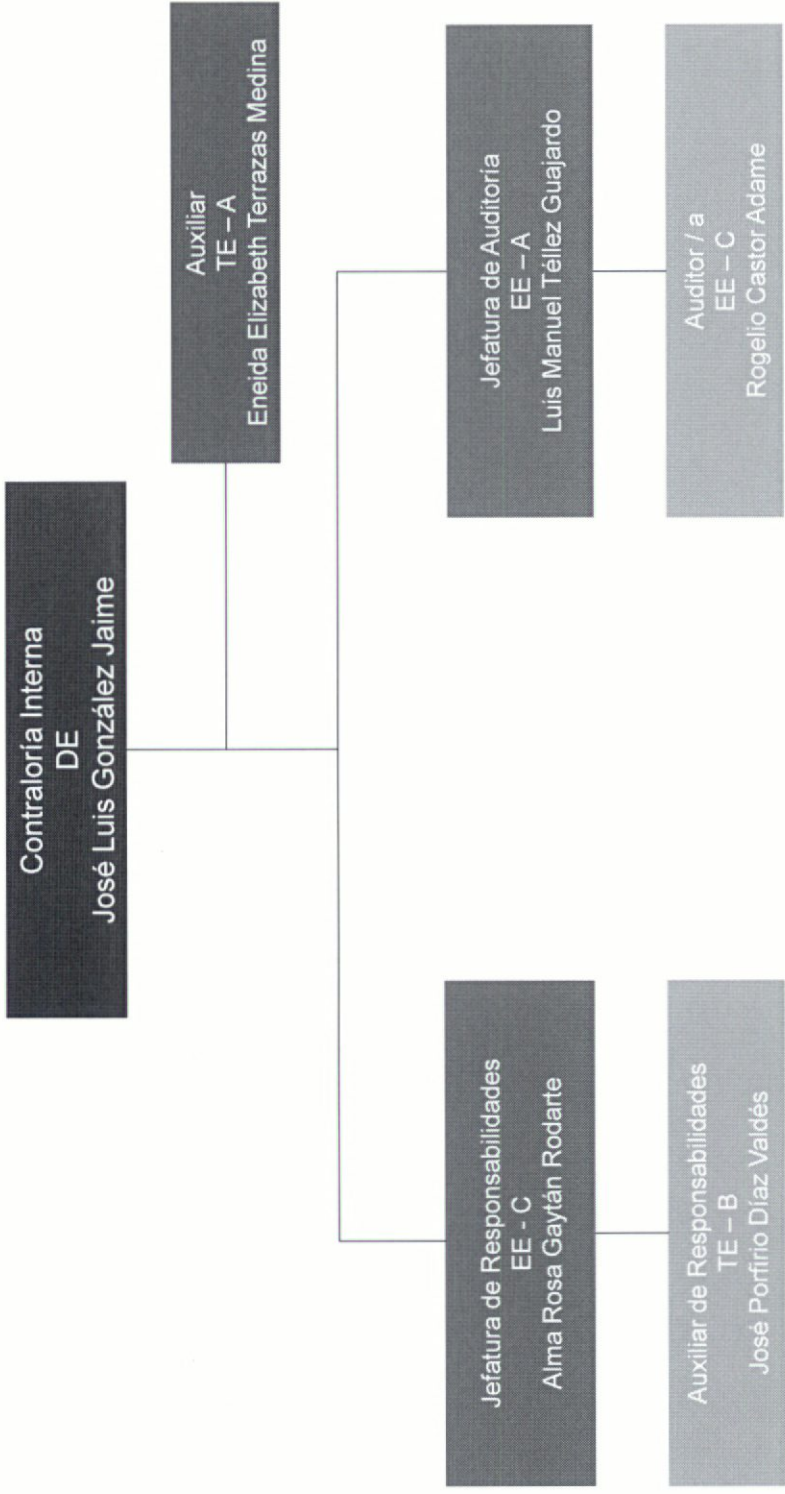 Contraloría Interna
DE
José Luis González Jaime
Auxiliar
TE – A
Eneida Elizabeth Terrazas Medina
Jefatura de Responsabilidades
EE - C
Alma Rosa Gaytán Rodarte
Jefatura de Auditoría
EE – A
Luis Manuel Téllez Guajardo
Auxiliar de Responsabilidades
TE – B
José Porfirio Díaz Valdés
Auditor / a
EE – C
Rogelio Castor Adame